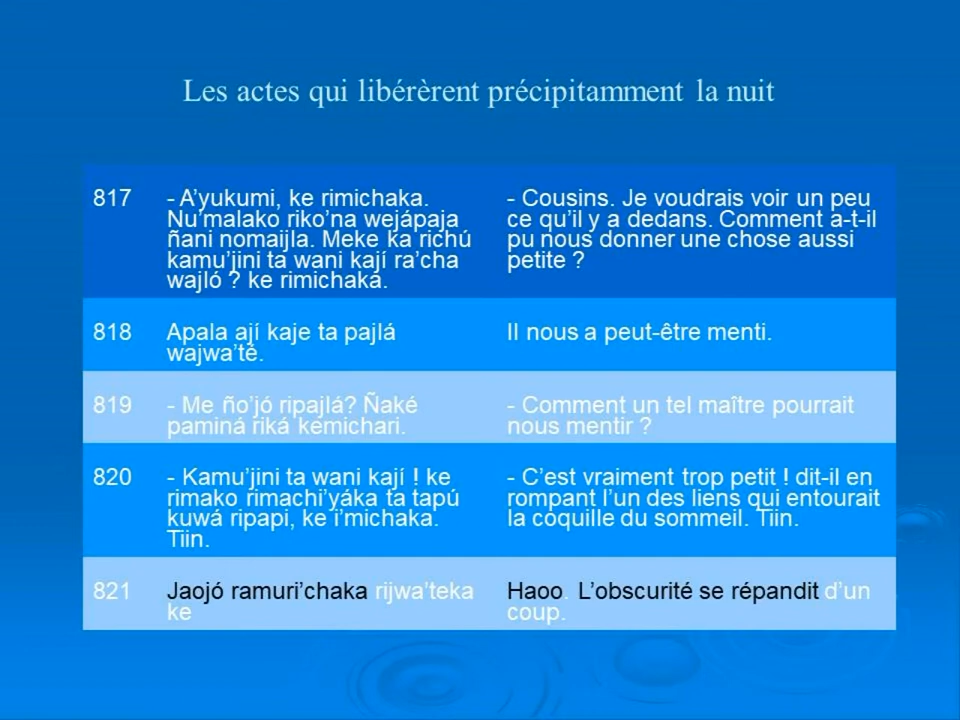 Les actes qui libérèrent précipitamment la nuit
817
- A'yukumi, ke rimichaka.
Nu'malako riko'na wejápaja
ñani nomaijla. Meke ka richú
kamu'jini ta wani kají ra'cha
wajló ? ke rimichaka.
- Cousins. Je voudrais voir un peu
ce qu'il y a dedans. Comment a-t-il
pu nous donner une chose aussi
petite ?
818
Apala ají kaje ta pajlá
wajwa'té.
Il nous a peut-être menti.
819
- Me ño'jó ripajlá? Ñaké
paminá riká kémichari.
- Comment un tel maître pourrait
nous mentir ?
820
- Kamu'jini ta wani kají ! ke
rimako rimachi'yáka ta tapú
kuwá ripapi, ke i'michaka.
Tiin.
- C'est vraiment trop petit ! dit-il en
rompant l'un des liens qui entourait
la coquille du sommeil. Tiin.
821
Jaojó ramuri'chaka rijwa'teka
ke
Haoo. L'obscurité se répandit d'un
coup.